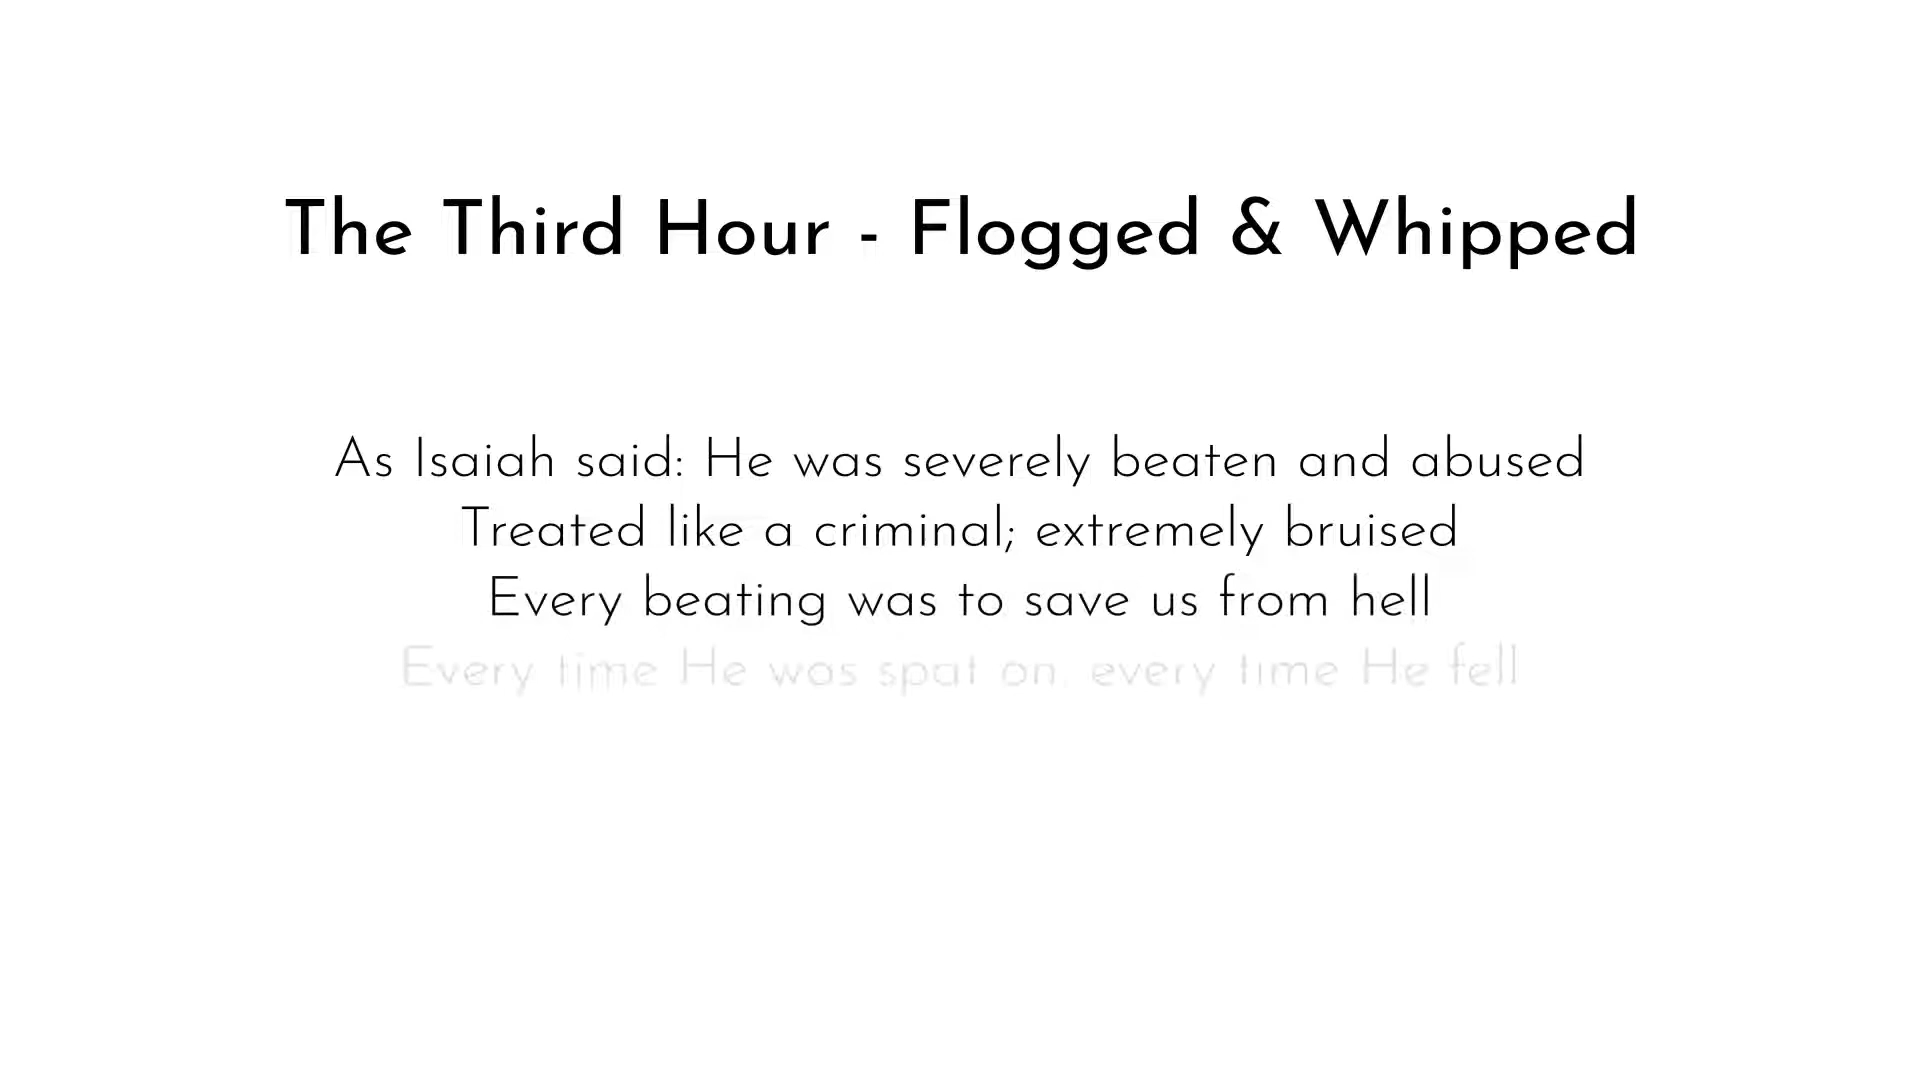 The Third Hour - Flogged & Whipped
As Isaiah said: He was severely beaten and abused
Treated like a criminal; extremely bruised
Every beating was to save us from hell
Every time He was spat on, every time He fell